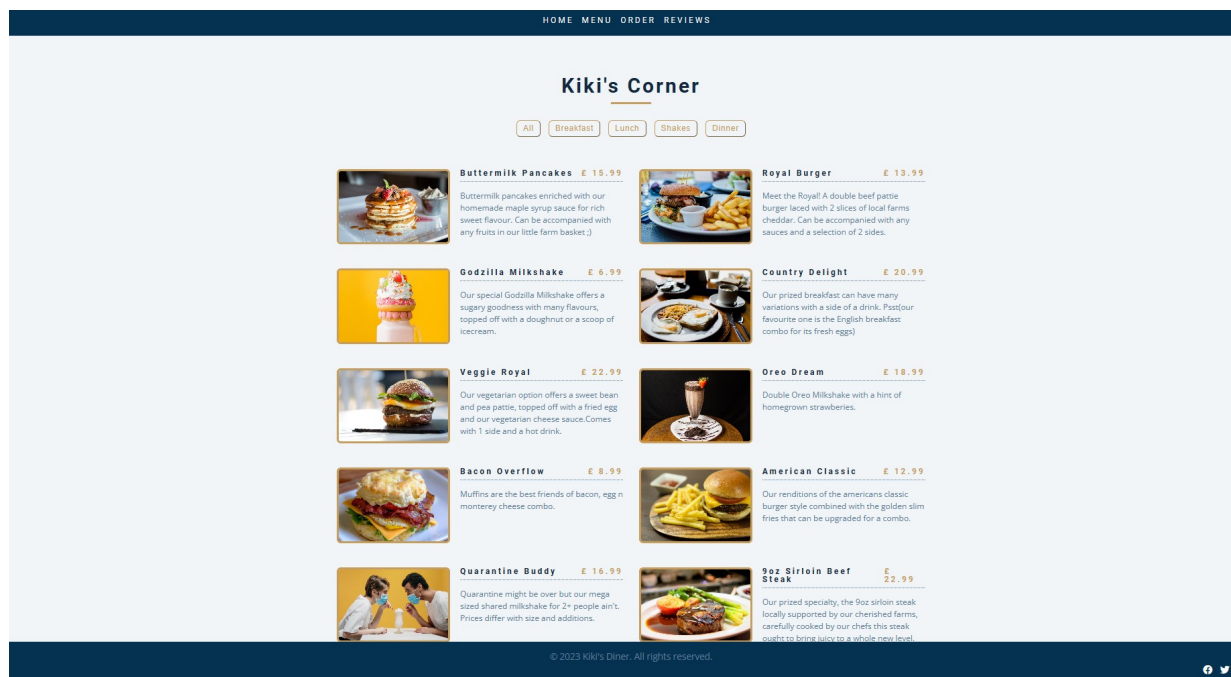 HOME MENU ORDER REVIEWS
Kiki's Corner
All Breakfast Lunch Shakes Dinner
Buttermilk Pancakes £ 15.99
Buttermilk pancakes enriched with our
homemade maple syrup sauce for rich
sweet flavour. Can be accompanied with
any fruits in our little farm basket ;)
Royal Burger £ 13.99
Meet the Royal! A double beef pattie
burger laced with 2 slices of local farms
cheddar. Can be accompanied with any
sauces and a selection of 2 sides.
Godzilla Milkshake £ 6.99
Our special Godzilla Milkshake offers a
sugary goodness with many flavours,
topped off with a doughnut or a scoop of
icecream.
Country Delight £ 20.99
Our prized breakfast can have many
variations with a side of a drink. Psst(our
favourite one is the English breakfast
combo for its fresh eggs)
Veggie Royal £ 22.99
Our vegetarian option offers a sweet bean
and pea pattie, topped off with a fried egg
and our vegetarian cheese sauce.Comes
with 1 side and a hot drink.
Oreo Dream £ 18.99
Double Oreo Milkshake with a hint of
homegrown strawberies.
Bacon Overflow £ 8.99
Muffins are the best friends of bacon, egg n
monterey cheese combo.
American Classic £ 12.99
Our renditions of the americans classic
burger style combined with the golden slim
fries that can be upgraded for a combo.
Quarantine Buddy £ 16.99
Quarantine might be over but our mega
sized shared milkshake for 2+ people ain't.
Prices differ with size and additions.
9oz Sirloin Beef £
Steak 22.99
Our prized specialty, the 9oz sirloin steak
locally supported by our cherished farms,
carefully cooked by our chefs this steak
ought to bring juicy to a whole new level.
© 2023 Kiki's Diner. All rights reserved.